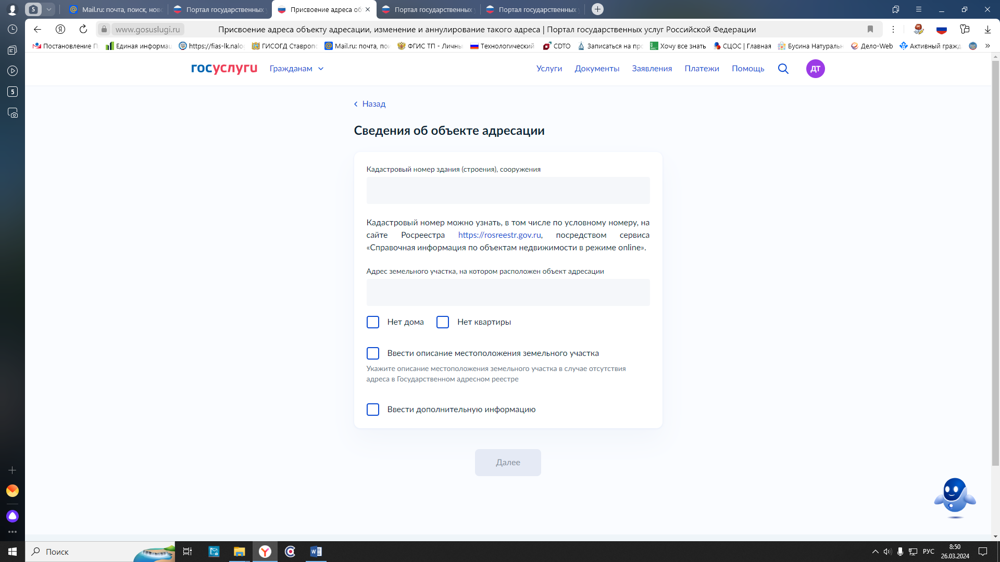 5
Mail.ru: почта, поиск, нов
Портал государственных
Присвоение адреса об
Портал государственных
Портал государственных
www.gosuslugi.ru
Присвоение адреса объекту адресации, изменение и аннулирование такого адреса | Портал государственных услуг Российской Федерации
Постановление П
Единая информац
https://fias-lk.nalo
ГИСОГД Ставропо
Mail.ru: почта, пои
ФГИС ТП - Личны
Технологический
CDTO
Записаться на пр
Хочу все знать
СЦОС | Главная
Бусина Натуральн
Дело-Web
Активный гражд
»
5
госуслуги
Гражданам
Услуги
Документы
Заявления
Платежи
Помощь
ДТ
Назад
Сведения об объекте адресации
Кадастровый номер здания (строения), сооружения
Кадастровый номер можно узнать, в том числе по условному номеру, на
сайте Росреестра https://rosreestr.gov.ru, посредством сервиса
«Справочная информация по объектам недвижимости в режиме online».
Адрес земельного участка, на котором расположен объект адресации
Нет дома
Нет квартиры
Ввести описание местоположения земельного участка
Укажите описание местоположения земельного участка в случае отсутствия
адреса в Государственном адресном реестре
Ввести дополнительную информацию
Далее
Поиск
РУС
8:50
26.03.2024